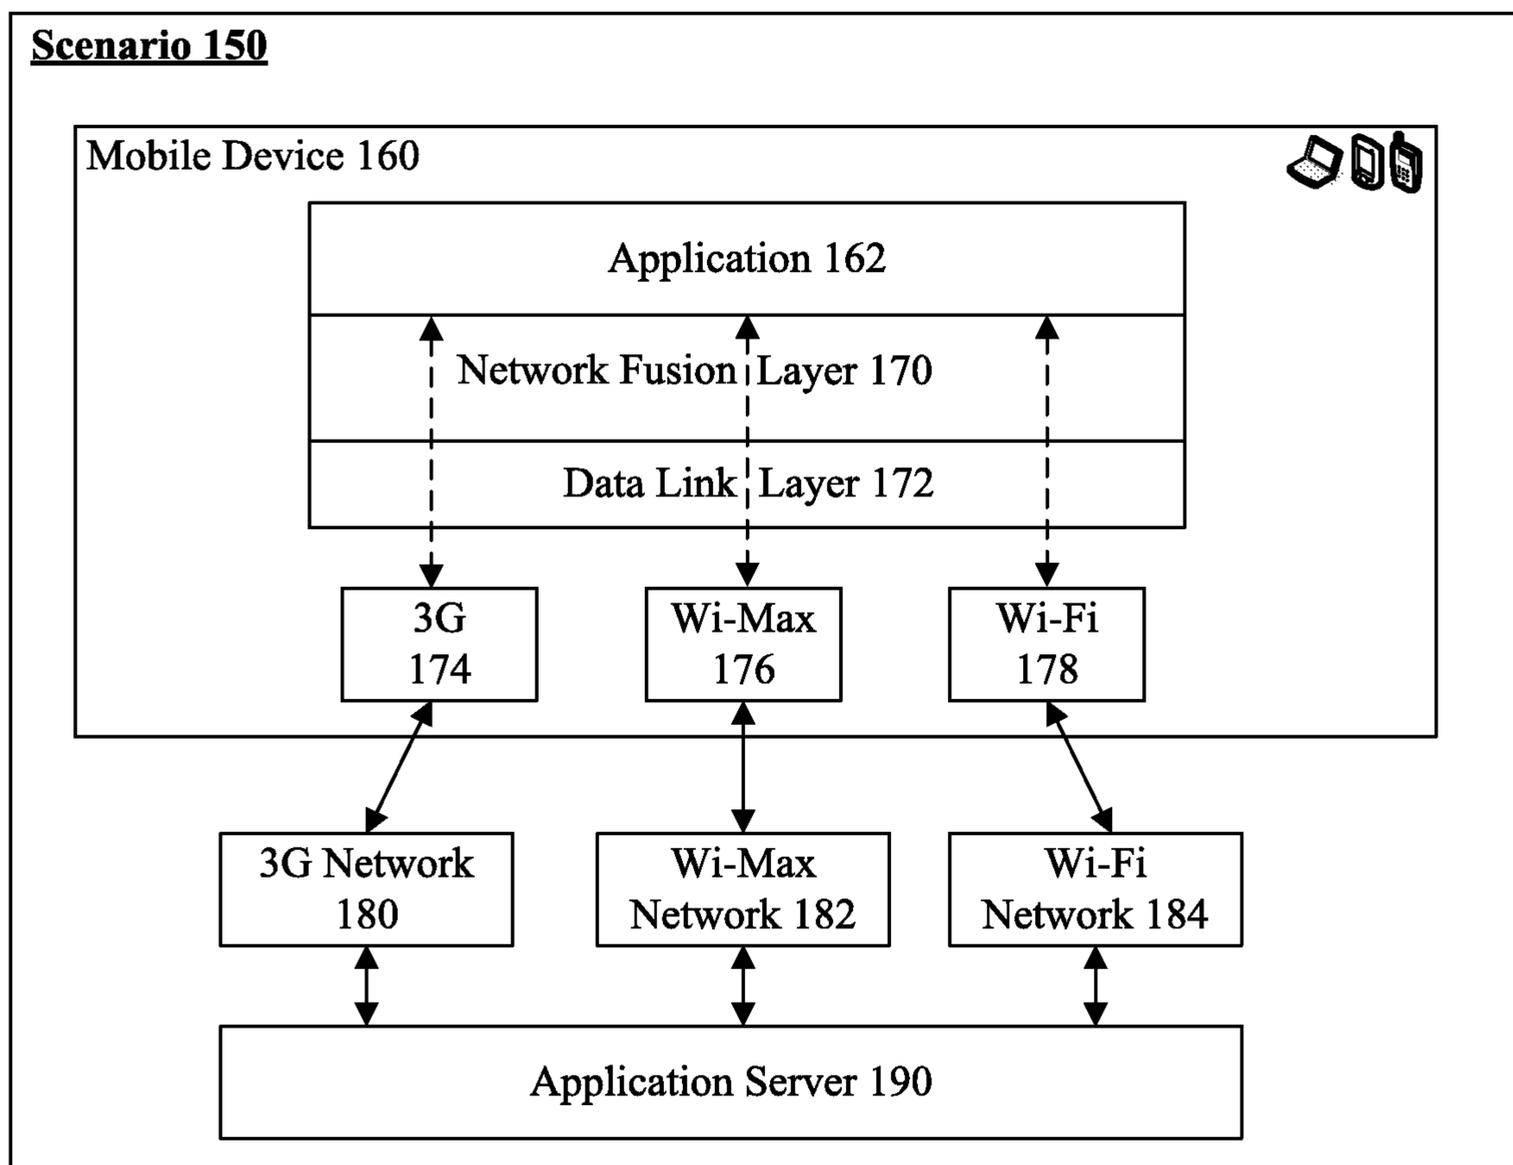 Scenario 150
Mobile Device 160
Application 162
Network Fusion Layer 170
Data Link Layer 172
3G
174
Wi-Max
176
Wi-Fi
178
3G Network
180
Wi-Max
Network 182
Wi-Fi
Network 184
Application Server 190